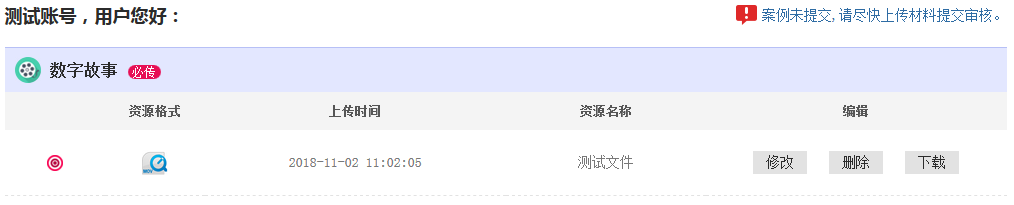 测试账号，用户您好：
案例未提交,请尽快上传材料提交审核。
数字故事 必传
资源格式 上传时间 资源名称 编辑
MOV 2018-11-02 11:02:05 测试文件 修改 删除 下载